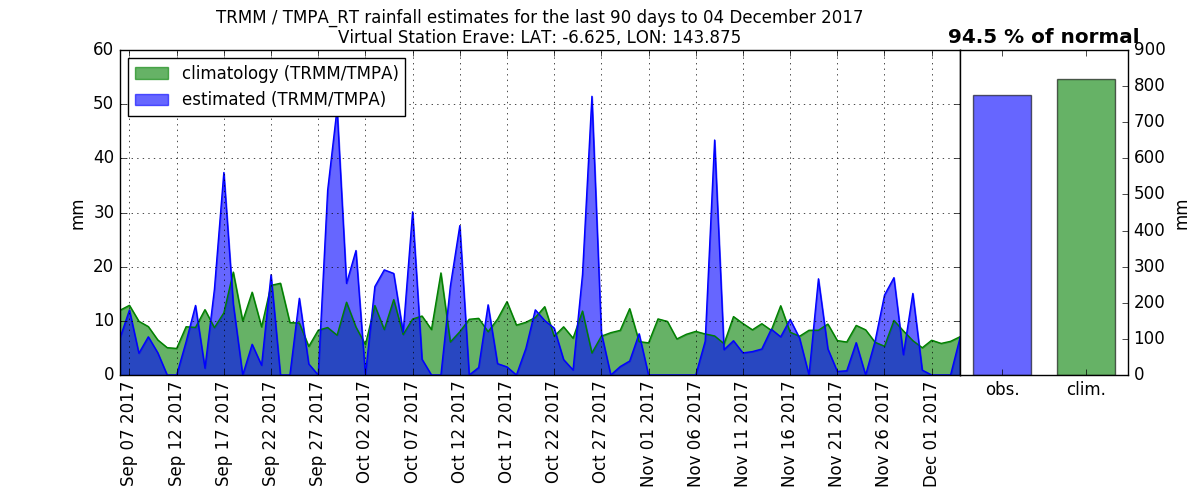 TRMM / TMPA_RT rainfall estimates for the last 90 days to 04 December 2017
Virtual Station Erave: LAT: -6.625, LON: 143.875
94.5 % of normal
climatology (TRMM/TMPA)
estimated (TRMM/TMPA)
60
50
40
30
20
10
0
mm
Sep 07 2017
Sep 12 2017
Sep 17 2017
Sep 22 2017
Sep 27 2017
Oct 02 2017
Oct 07 2017
Oct 12 2017
Oct 17 2017
Oct 22 2017
Oct 27 2017
Nov 01 2017
Nov 06 2017
Nov 11 2017
Nov 16 2017
Nov 21 2017
Nov 26 2017
Dec 01 2017
obs.
clim.
900
800
700
600
500
400
300
200
100
0
mm